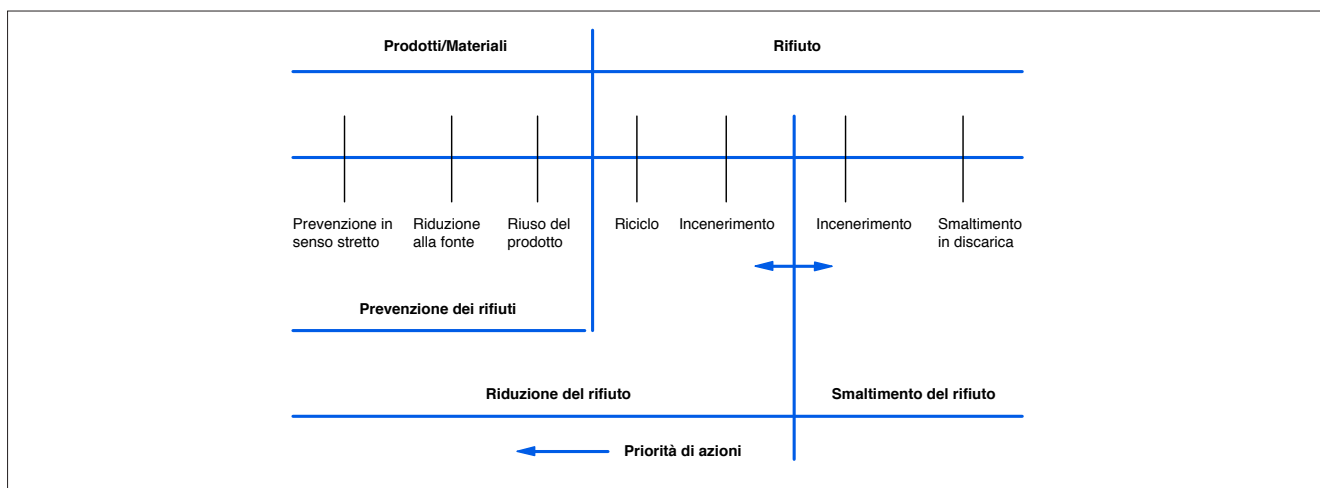 Prodotti/Materiali
Rifiuto
Prevenzione in
senso stretto
Riduzione
alla fonte
Riuso del
prodotto
Riciclo
Incenerimento
Incenerimento
Smaltimento
in discarica
Prevenzione dei rifiuti
Riduzione del rifiuto
Smaltimento del rifiuto
Priorità di azioni